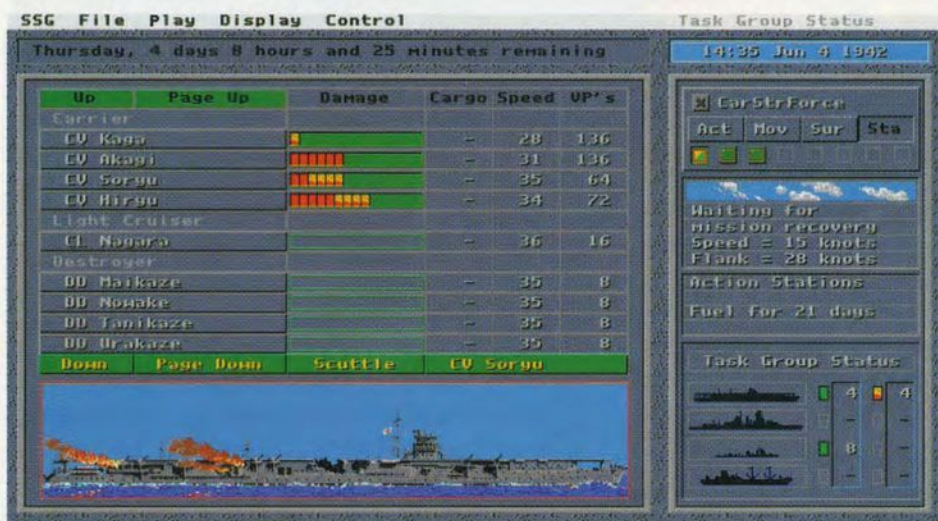 SSG File Play Display Control
Task Group Status
Thursday, 4 days 8 hours and 25 minutes remaining
14:35 Jun 4 1942
Up Page Up Damage Cargo Speed VP's
Carrier
CV Kaga – 28 136
CV Akagi – 31 136
CV Soryu – 35 64
CV Hiryu – 34 72
Light Cruiser
CL Nagara – 36 16
Destroyer
DD Maikaze – 35 8
DD Nowake – 35 8
DD Tanikaze – 35 8
DD Urakaze – 35 8
Down Page Down Scuttle CV Soryu
CarStrForce
Act Mov Sur Sta
Waiting for
mission recovery
Speed = 15 knots
Flank = 28 knots
Action Stations
Fuel for 21 days
Task Group Status
4 4
– –
8 –
– –